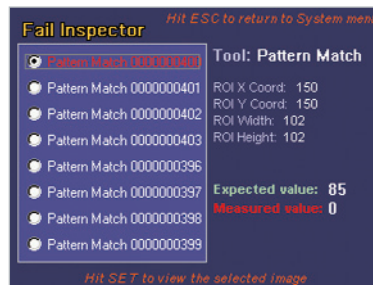 Hit ESC to return to System menu
Fail Inspector
Pattern Match 0000000400
Pattern Match 0000000401
Pattern Match 0000000402
Pattern Match 0000000403
Pattern Match 0000000396
Pattern Match 0000000397
Pattern Match 0000000398
Pattern Match 0000000399
Tool: Pattern Match
ROI X Coord: 150
ROI Y Coord: 150
ROI Width: 102
ROI Height: 102
Expected value: 85
Measured value: 0
Hit SET to view the selected image